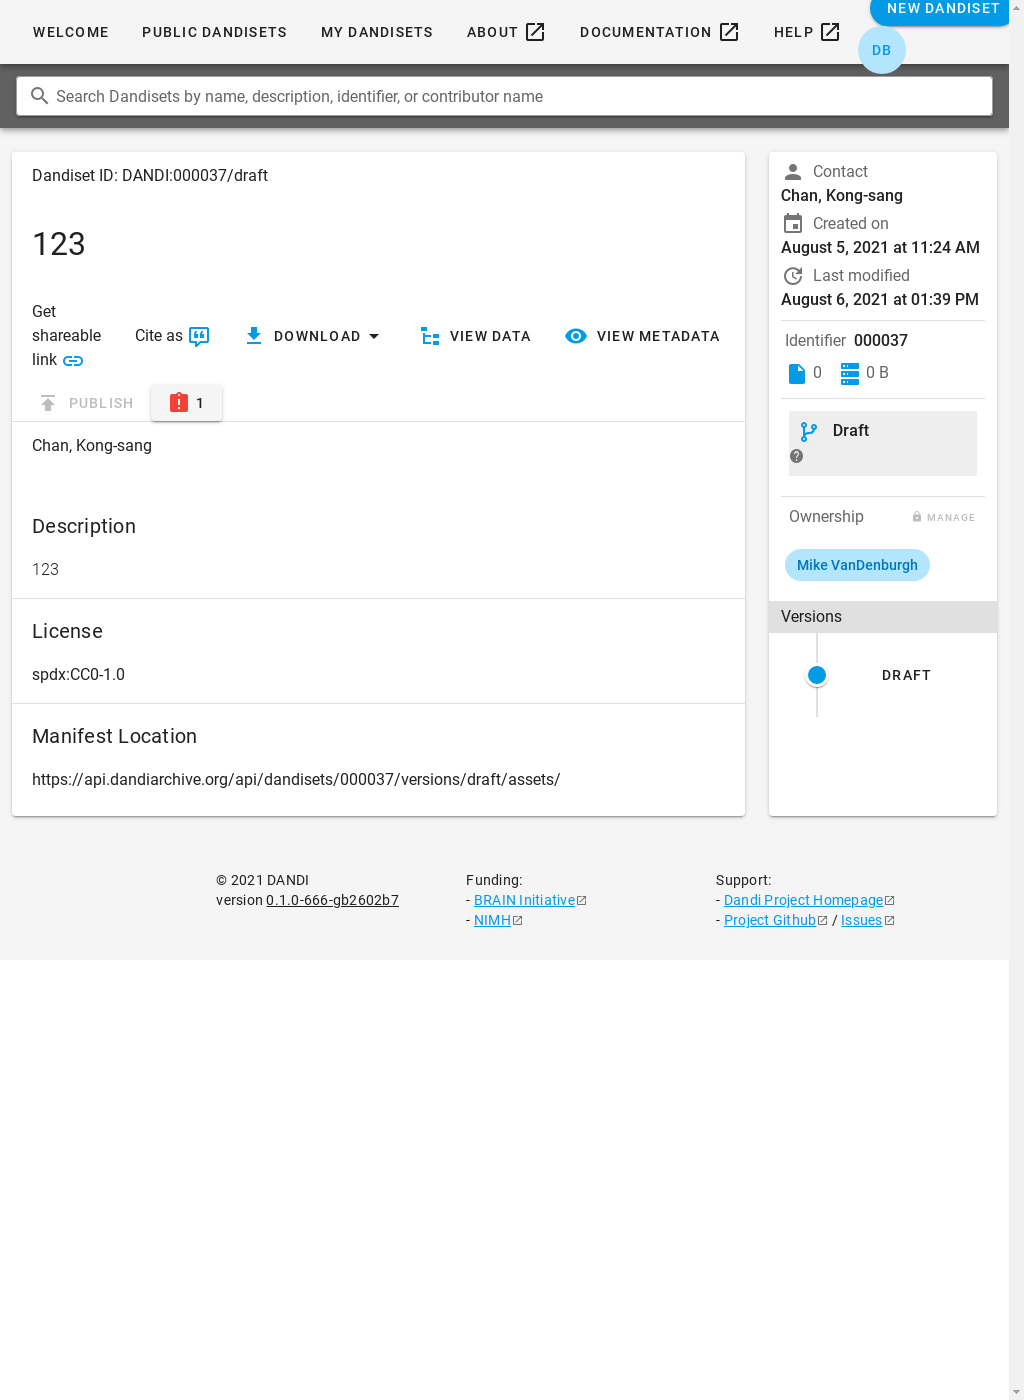 WELCOME
PUBLIC DANDISETS
MY DANDISETS
ABOUT
DOCUMENTATION
HELP
NEW DANDISET
DB
Search Dandisets by name, description, identifier, or contributor name
Dandiset ID: DANDI:000037/draft
123
Get
shareable
link
Cite as
DOWNLOAD
VIEW DATA
VIEW METADATA
PUBLISH
1
Chan, Kong-sang
Description
123
License
spdx:CC0-1.0
Manifest Location
https://api.dandiarchive.org/api/dandisets/000037/versions/draft/assets/
Contact
Chan, Kong-sang
Created on
August 5, 2021 at 11:24 AM
Last modified
August 6, 2021 at 01:39 PM
Identifier 000037
0
0 B
Draft
Ownership
MANAGE
Mike VanDenburgh
Versions
DRAFT
© 2021 DANDI
version 0.1.0-666-gb2602b7
Funding:
- BRAIN Initiative
- NIMH
Support:
- Dandi Project Homepage
- Project Github / Issues